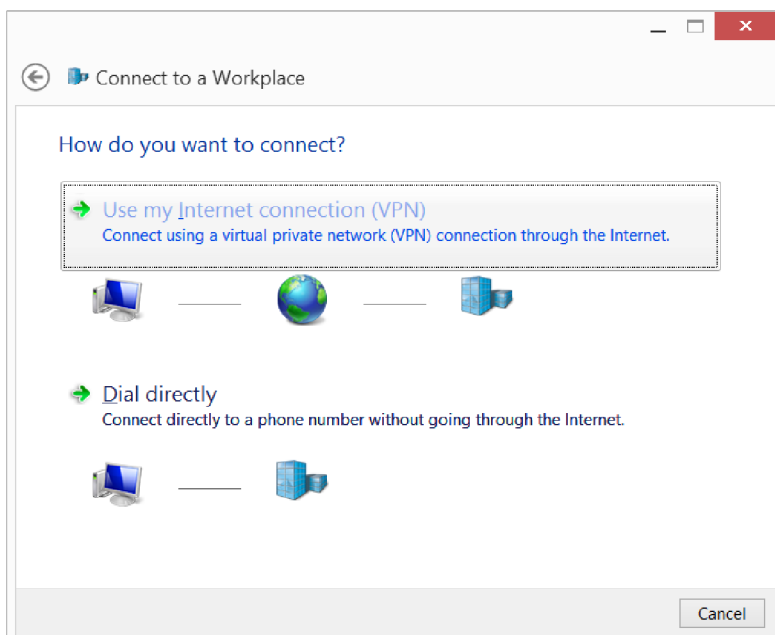 Connect to a Workplace
How do you want to connect?
Use my Internet connection (VPN)
Connect using a virtual private network (VPN) connection through the Internet.
Dial directly
Connect directly to a phone number without going through the Internet.
Cancel